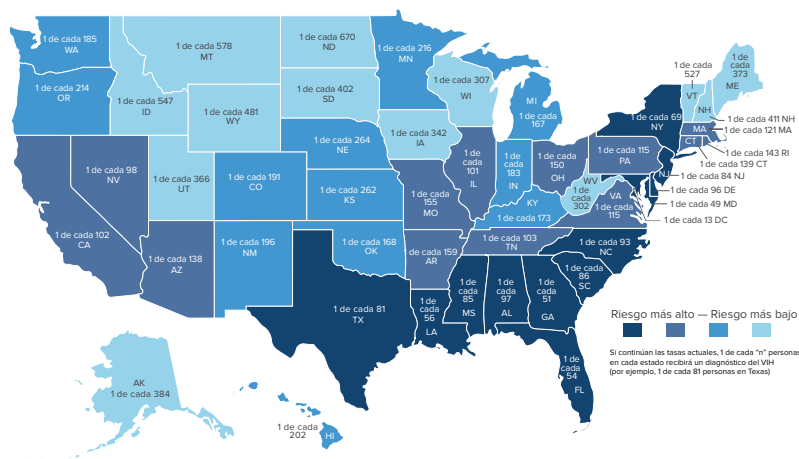 1 de cada 185
WA
1 de cada 214
OR
1 de cada 547
ID
1 de cada 578
MT
1 de cada 481
WY
1 de cada 670
ND
1 de cada 402
SD
1 de cada 264
NE
1 de cada 262
KS
1 de cada 216
MN
1 de cada 342
IA
1 de cada 307
WI
MI
1 de cada
167
1 de cada 98
NV
1 de cada 102
CA
1 de cada 366
UT
1 de cada 191
CO
1 de cada 138
AZ
1 de cada 196
NM
1 de cada 168
OK
1 de cada 81
TX
1 de
cada
155
MO
1 de cada 159
AR
1 de
cada
56
LA
1 de
cada
101
IL
1 de
cada
183
IN
1 de
cada
150
OH
KY
1 de cada 173
1 de cada 103
TN
1 de
cada
85
MS
1 de
cada
97
AL
1 de
cada
51
GA
1 de
cada
54
FL
1 de
cada
86
SC
1 de cada 93
NC
WV
1 de
cada
302
VA
1 de cada
115
1 de cada 115
PA
1 de cada 69
NY
1 de cada
527
VT
NH
1 de
cada
373
ME
MA
CT
NJ
1 de cada 411 NH
1 de cada 121 MA
1 de cada 143 RI
1 de cada 139 CT
1 de cada 84 NJ
1 de cada 96 DE
1 de cada 49 MD
1 de cada 13 DC
AK
1 de cada 384
1 de cada
202
HI
Riesgo más alto — Riesgo más bajo
Si continúan las tasas actuales, 1 de cada "n" personas
en cada estado recibirá un diagnóstico del VIH
(por ejemplo, 1 de cada 81 personas en Texas)